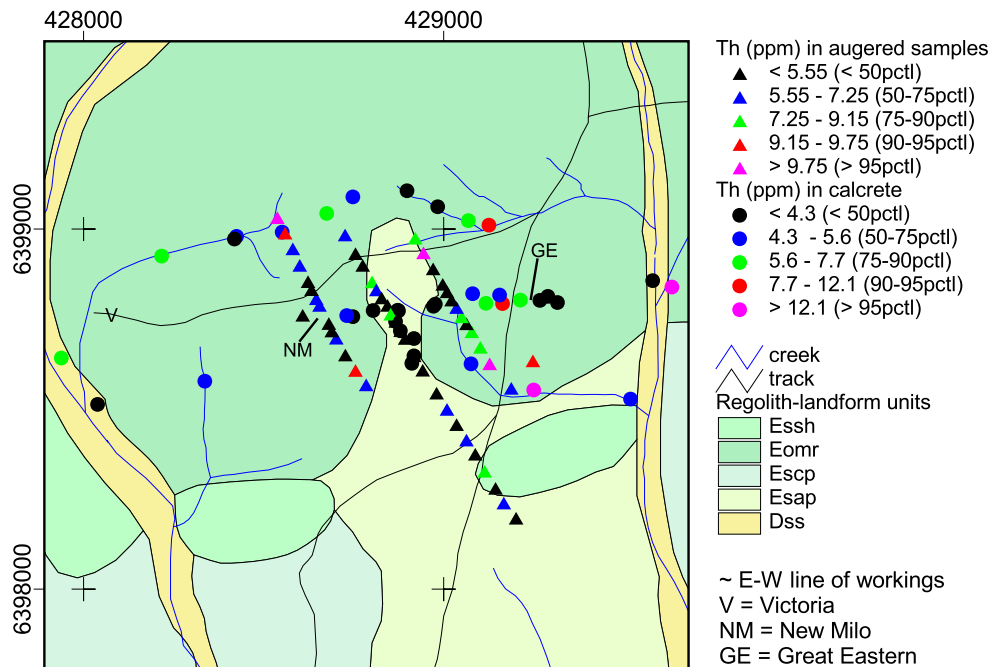 428000
429000
6399000
6398000
V
NM
GE
Th (ppm) in augered samples
< 5.55 (< 50pctl)
5.55 - 7.25 (50-75pctl)
7.25 - 9.15 (75-90pctl)
9.15 - 9.75 (90-95pctl)
> 9.75 (> 95pctl)
Th (ppm) in calcrete
< 4.3 (< 50pctl)
4.3 - 5.6 (50-75pctl)
5.6 - 7.7 (75-90pctl)
7.7 - 12.1 (90-95pctl)
> 12.1 (> 95pctl)
creek
track
Regolith-landform units
Essh
Eomr
Escp
Esap
Dss
~ E-W line of workings
V = Victoria
NM = New Milo
GE = Great Eastern